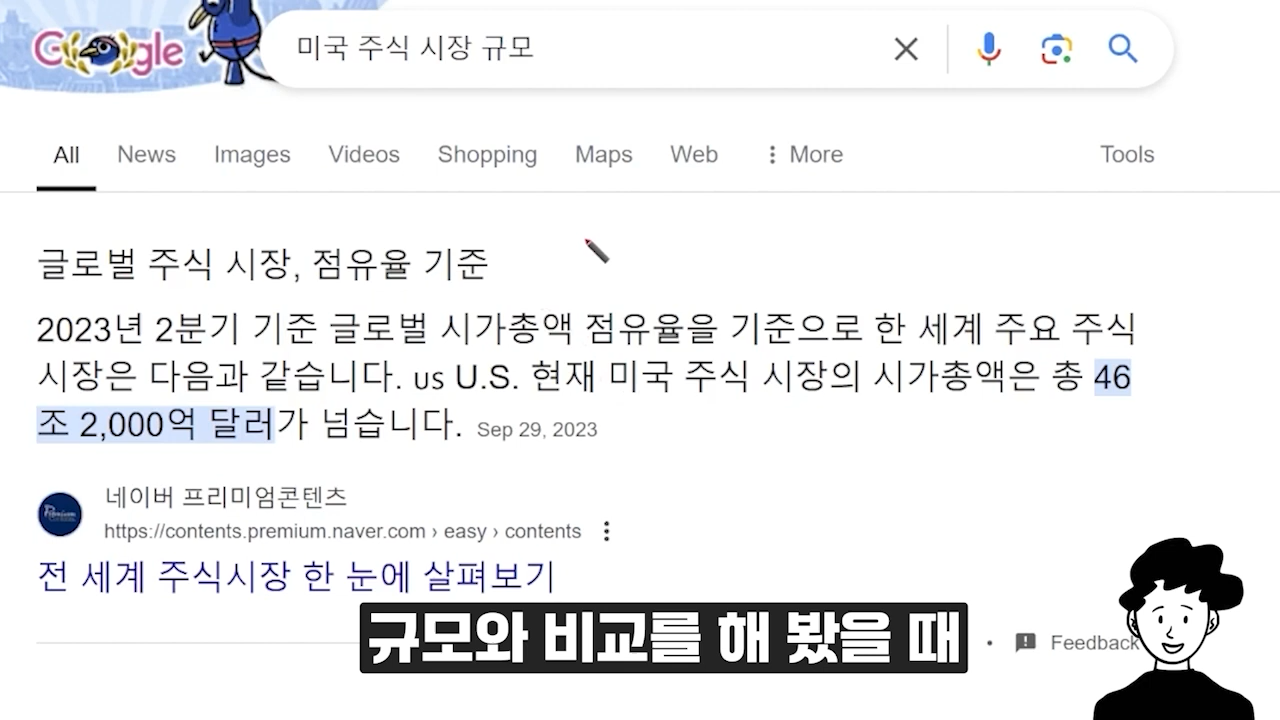 Google
미국 주식 시장 규모
All News Images Videos Shopping Maps Web More Tools
글로벌 주식 시장, 점유율 기준
2023년 2분기 기준 글로벌 시가총액 점유율을 기준으로 한 세계 주요 주식
시장은 다음과 같습니다. us U.S. 현재 미국 주식 시장의 시가총액은 총 46
조 2,000억 달러가 넘습니다. Sep 29, 2023
Premium
네이버 프리미엄콘텐츠
https://contents.premium.naver.com › easy › contents
전 세계 주식시장 한 눈에 살펴보기
규모와 비교를 해 봤을 때
Feedback